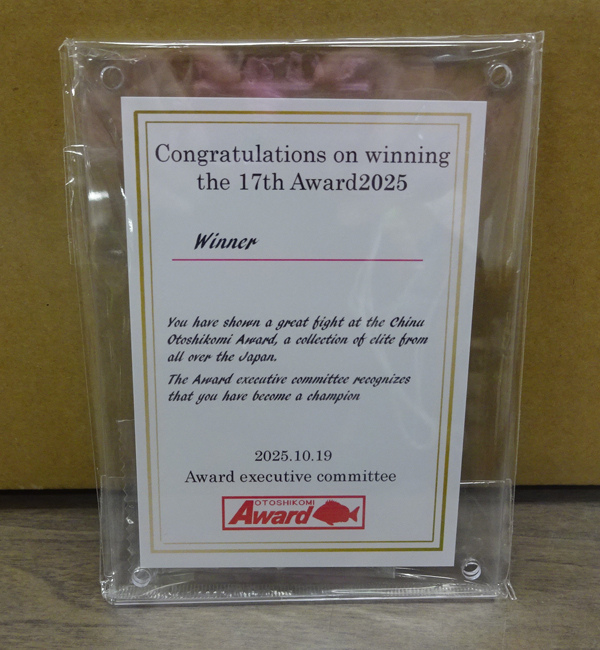 Congratulations on winning
the 17th Award2025
Winner
You have shown a great fight at the Chinu
Otoshikomi Award, a collection of elite from
all over the Japan.
The Award executive committee recognizes
that you have become a champion
2025.10.19
Award executive committee
OTOSHIKOMI
Award